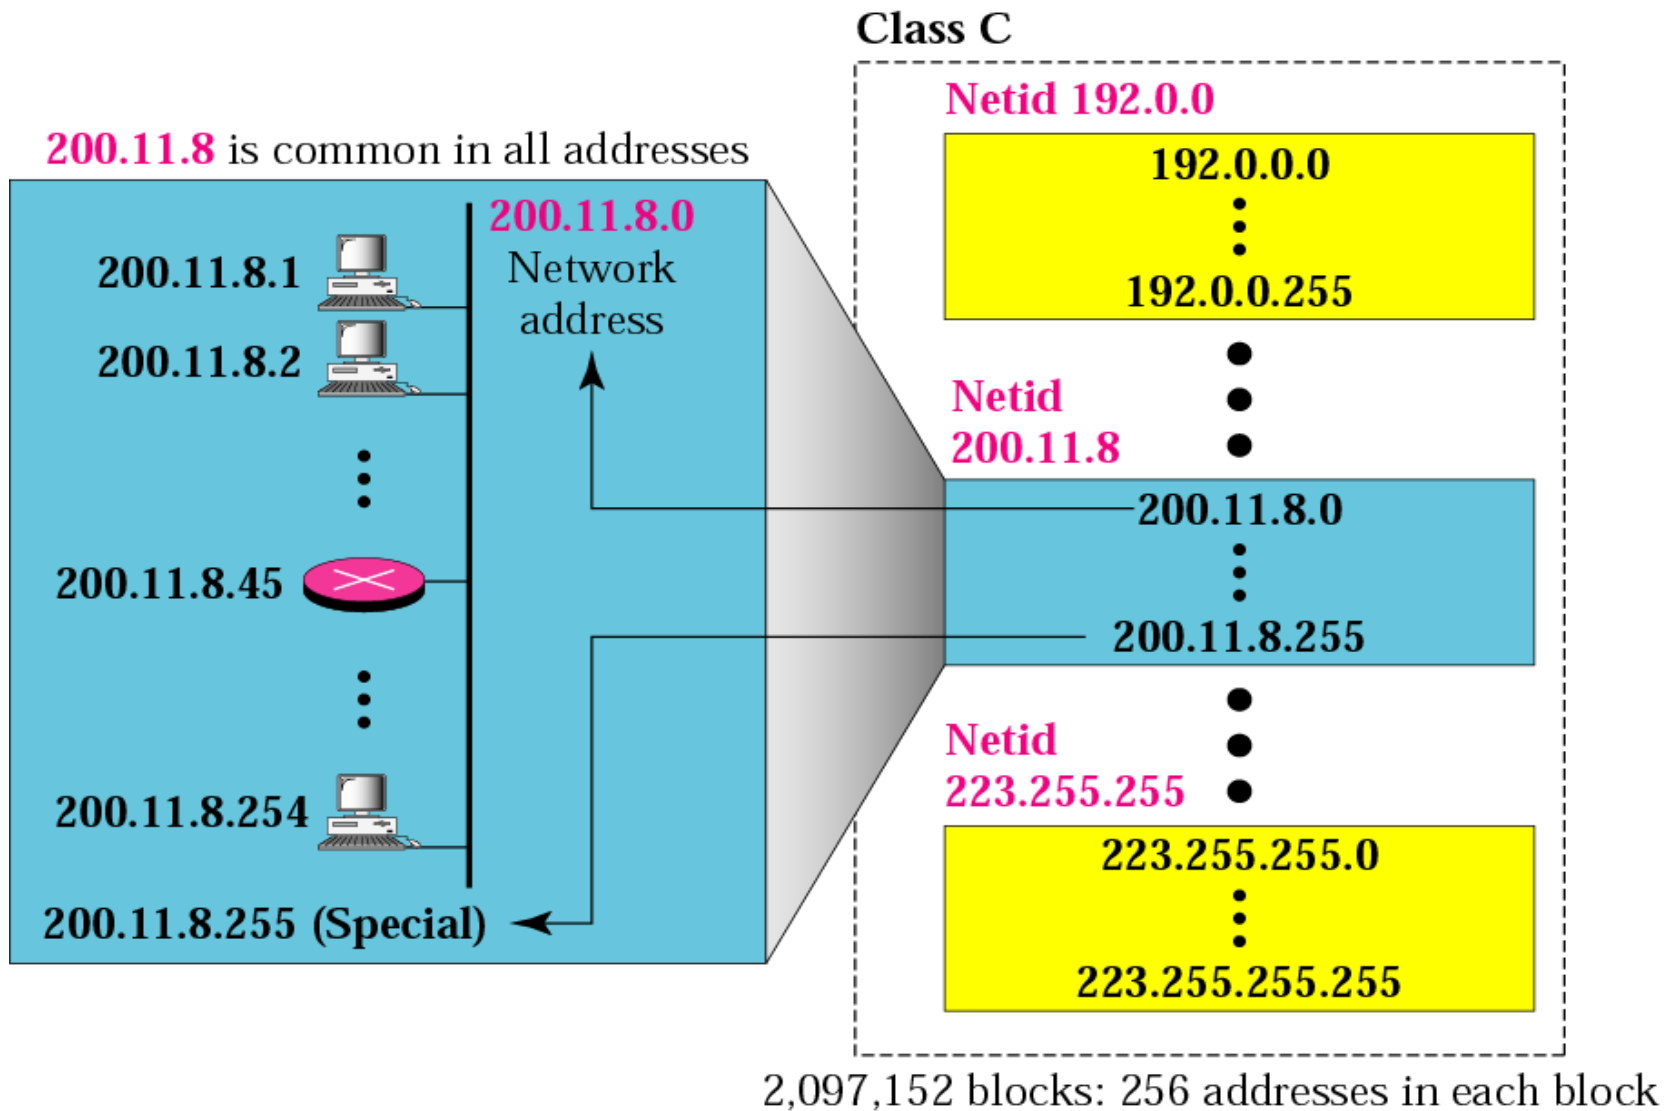 Class C
Netid 192.0.0
192.0.0.0
192.0.0.255
200.11.8 is common in all addresses
200.11.8.0
Network
address
200.11.8.1
200.11.8.2
200.11.8.45
200.11.8.254
200.11.8.255 (Special)
Netid
200.11.8
200.11.8.0
200.11.8.255
Netid
223.255.255
223.255.255.0
223.255.255.255
2,097,152 blocks: 256 addresses in each block